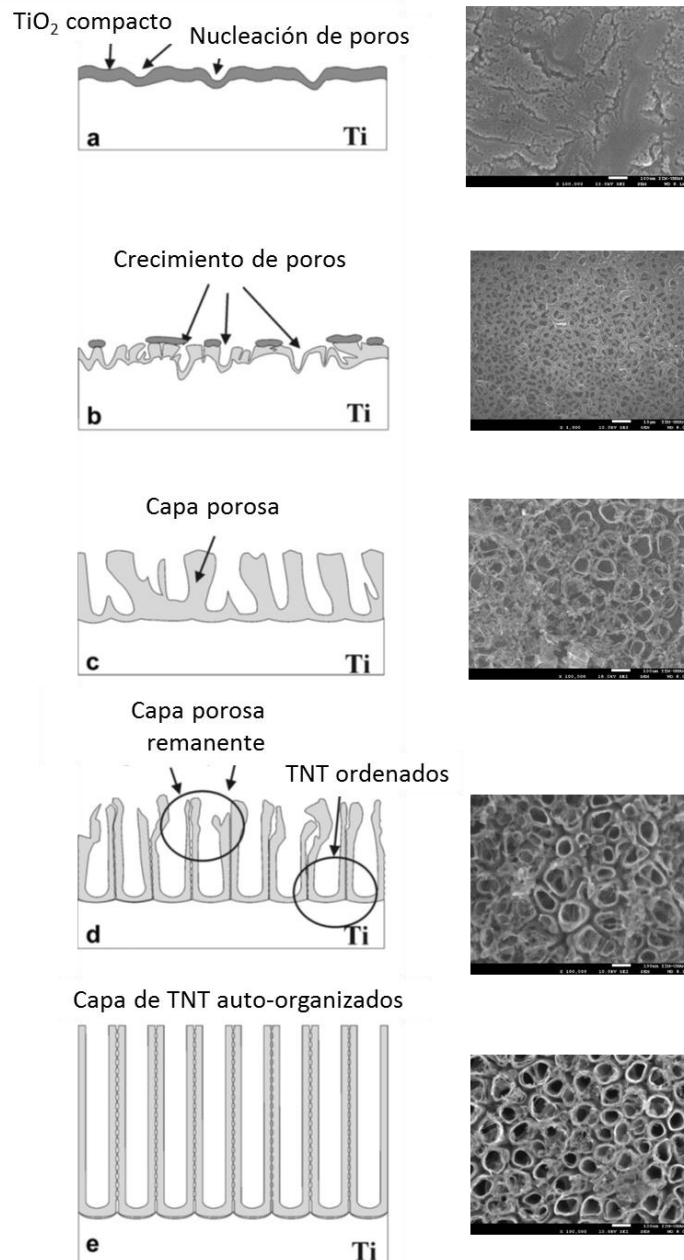 TiO₂ compacto
Nucleación de poros
a
Ti
Crecimiento de poros
b
Ti
Capa porosa
c
Ti
Capa porosa
remanente
TNT ordenados
d
Ti
Capa de TNT auto-organizados
e
Ti